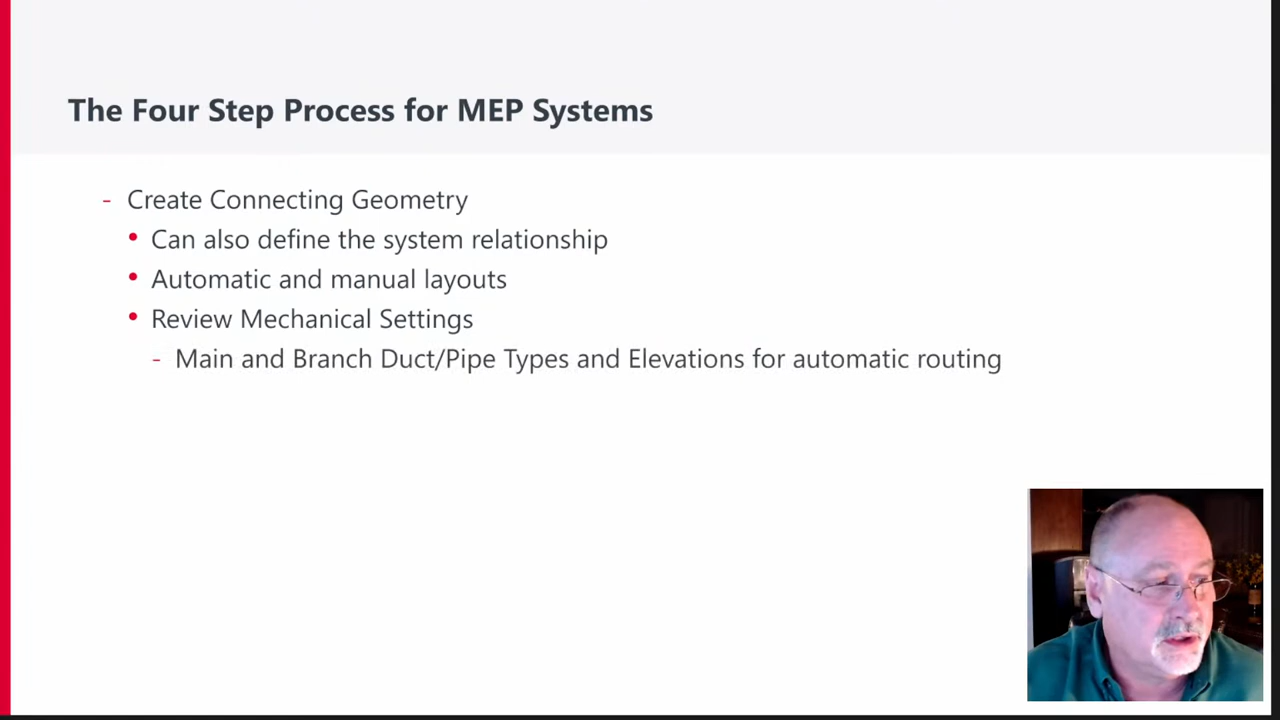 The Four Step Process for MEP Systems
- Create Connecting Geometry
• Can also define the system relationship
• Automatic and manual layouts
• Review Mechanical Settings
- Main and Branch Duct/Pipe Types and Elevations for automatic routing